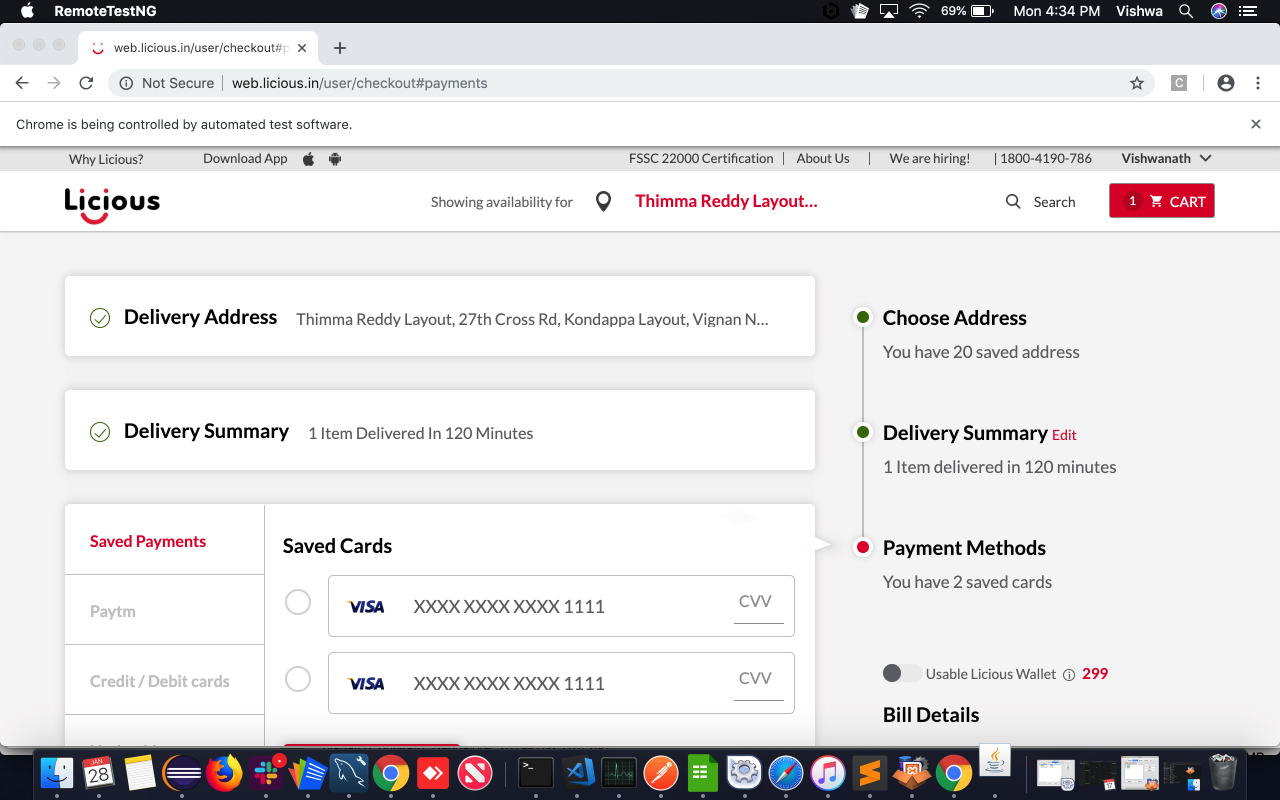 RemoteTestNG 69% Mon 4:34 PM Vishwa
web.licious.in/user/checkout#p
Not Secure web.licious.in/user/checkout#payments
Chrome is being controlled by automated test software.
Why Licious? Download App FSSC 22000 Certification | About Us | We are hiring! | 1800-4190-786 Vishwanath
Licious Showing availability for Thimma Reddy Layout... Search 1 CART
Delivery Address Thimma Reddy Layout, 27th Cross Rd, Kondappa Layout, Vignan N...
Delivery Summary 1 Item Delivered In 120 Minutes
Saved Payments
Paytm
Credit / Debit cards
Saved Cards
VISA XXXX XXXX XXXX 1111 CVV
VISA XXXX XXXX XXXX 1111 CVV
Choose Address
You have 20 saved address
Delivery Summary Edit
1 Item delivered in 120 minutes
Payment Methods
You have 2 saved cards
Usable Licious Wallet 299
Bill Details
JAN
28
17